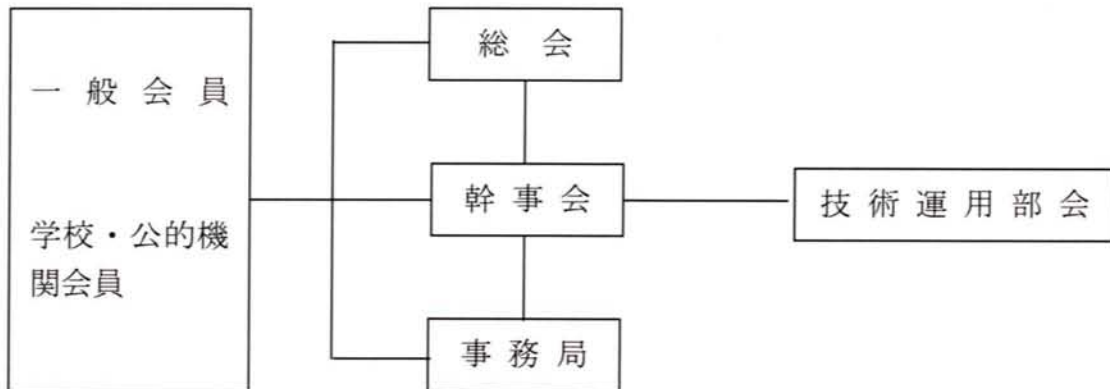 一般会員
学校・公的機
関会員
総会
幹事会
事務局
技術運用部会